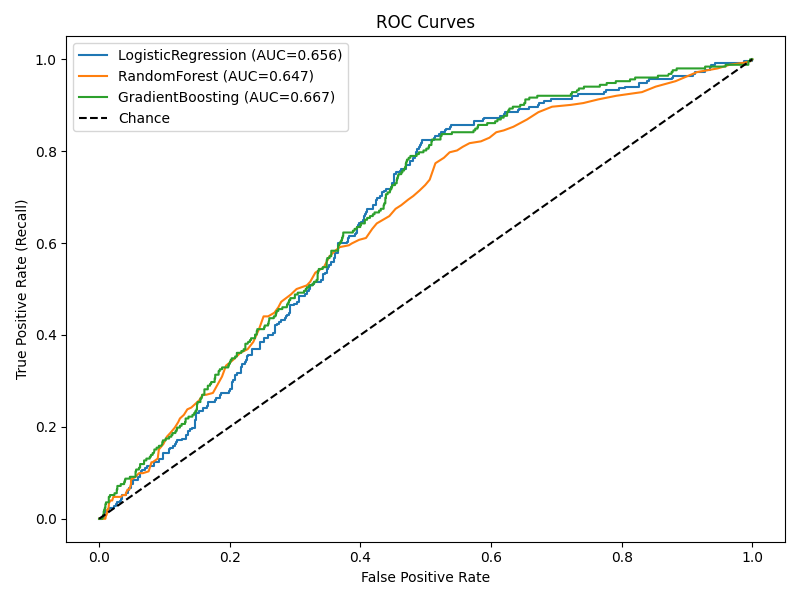 ROC Curves
LogisticRegression (AUC=0.656)
RandomForest (AUC=0.647)
GradientBoosting (AUC=0.667)
Chance
True Positive Rate (Recall)
1.0
0.8
0.6
0.4
0.2
0.0
0.0 0.2 0.4 0.6 0.8 1.0
False Positive Rate